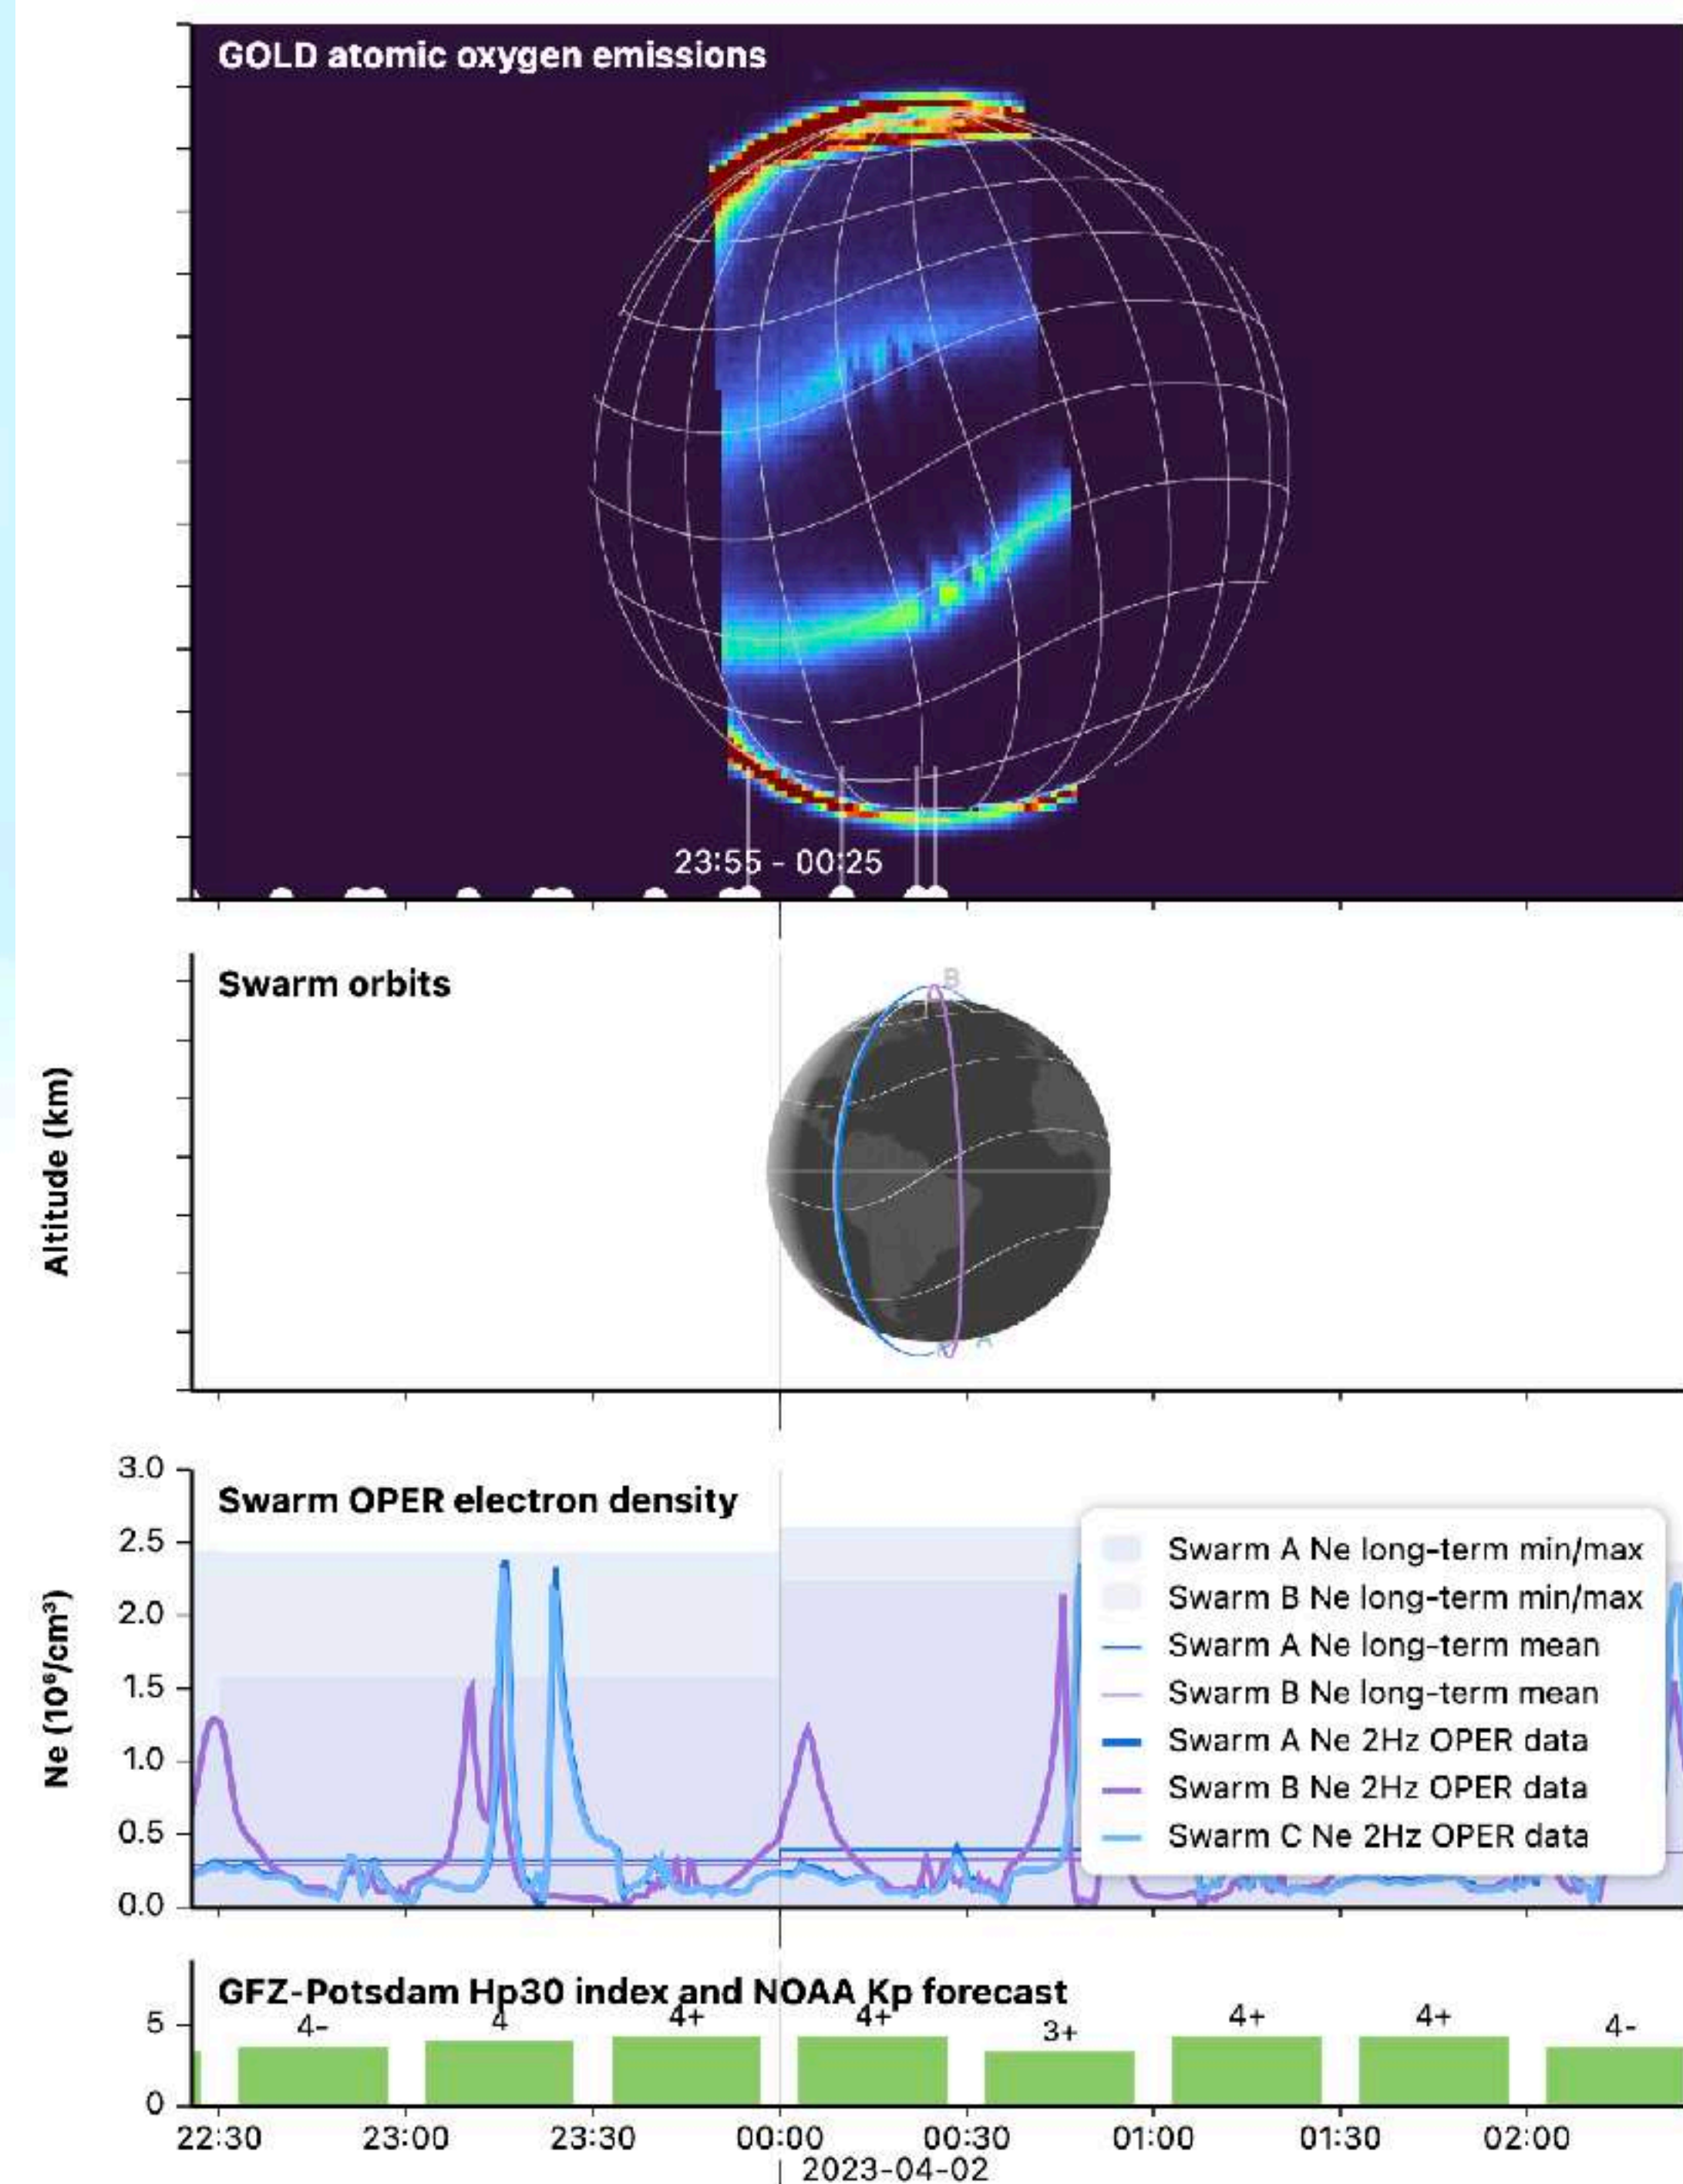 GOLD atomic oxygen emissions
23:55 - 00:25
Swarm orbits
B
A
Altitude (km)
3.0
2.5
2.0
1.5
1.0
0.5
0.0
Ne (10⁶/cm³)
Swarm OPER electron density
Swarm A Ne long-term min/max
Swarm B Ne long-term min/max
Swarm A Ne long-term mean
Swarm B Ne long-term mean
Swarm A Ne 2Hz OPER data
Swarm B Ne 2Hz OPER data
Swarm C Ne 2Hz OPER data
GFZ-Potsdam Hp30 index and NOAA Kp forecast
5
0
4- 4 4+ 4+ 3+ 4+ 4+ 4-
22:30 23:00 23:30 00:00 00:30 01:00 01:30 02:00
2023-04-02